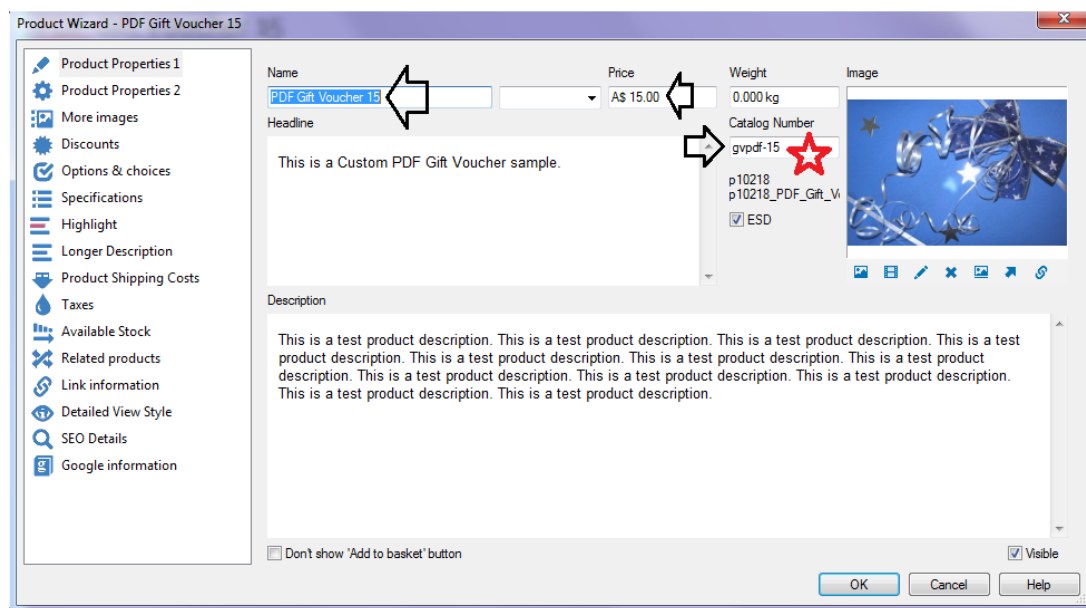 Product Wizard - PDF Gift Voucher 15
Product Properties 1
Product Properties 2
More images
Discounts
Options & choices
Specifications
Highlight
Longer Description
Product Shipping Costs
Taxes
Available Stock
Related products
Link information
Detailed View Style
SEO Details
Google information
Name
Price
Weight
Image
PDF Gift Voucher 15
A$ 15.00
0.000 kg
Headline
Catalog Number
This is a Custom PDF Gift Voucher sample.
gvpdf-15
p10218
p10218_PDF_Gift_V
ESD
Description
This is a test product description. This is a test product description. This is a test product description. This is a test
product description. This is a test product description. This is a test product description. This is a test product
description. This is a test product description. This is a test product description. This is a test product description.
This is a test product description. This is a test product description.
Don't show 'Add to basket' button
Visible
OK
Cancel
Help